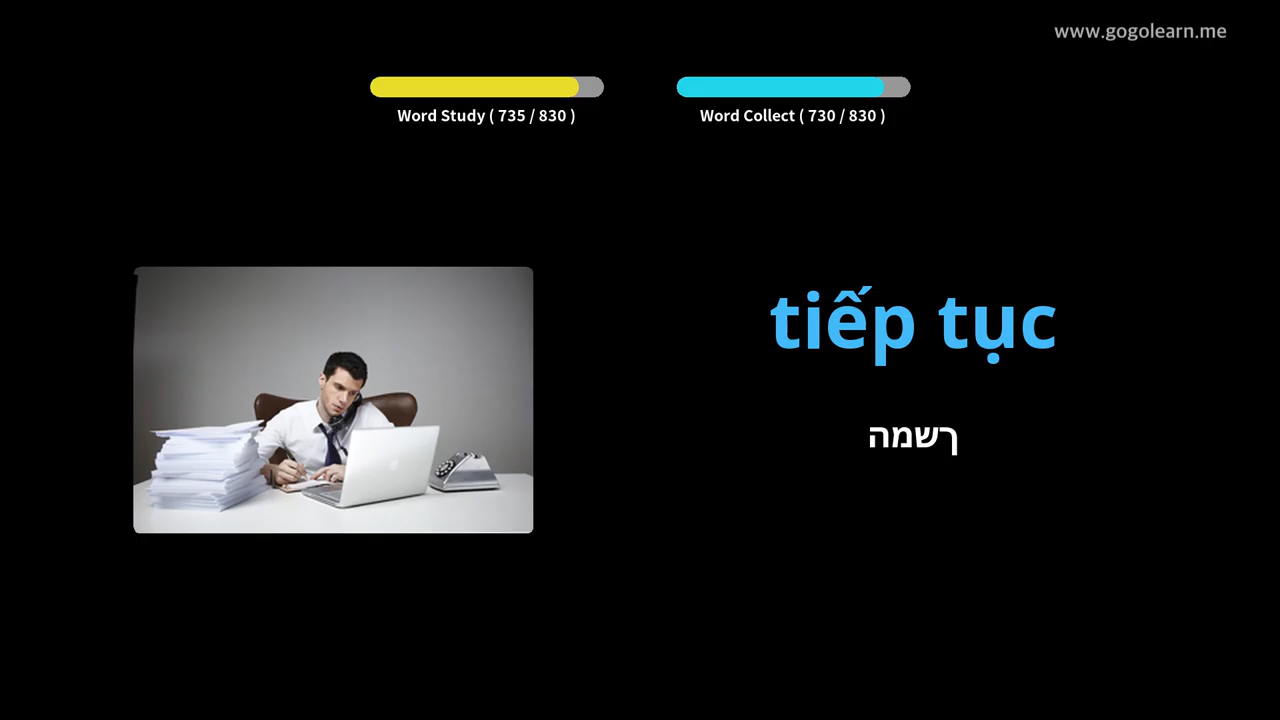 www.gogolearn.me
Word Study ( 735 / 830 )
Word Collect ( 730 / 830 )
tiếp tục
ךשמה